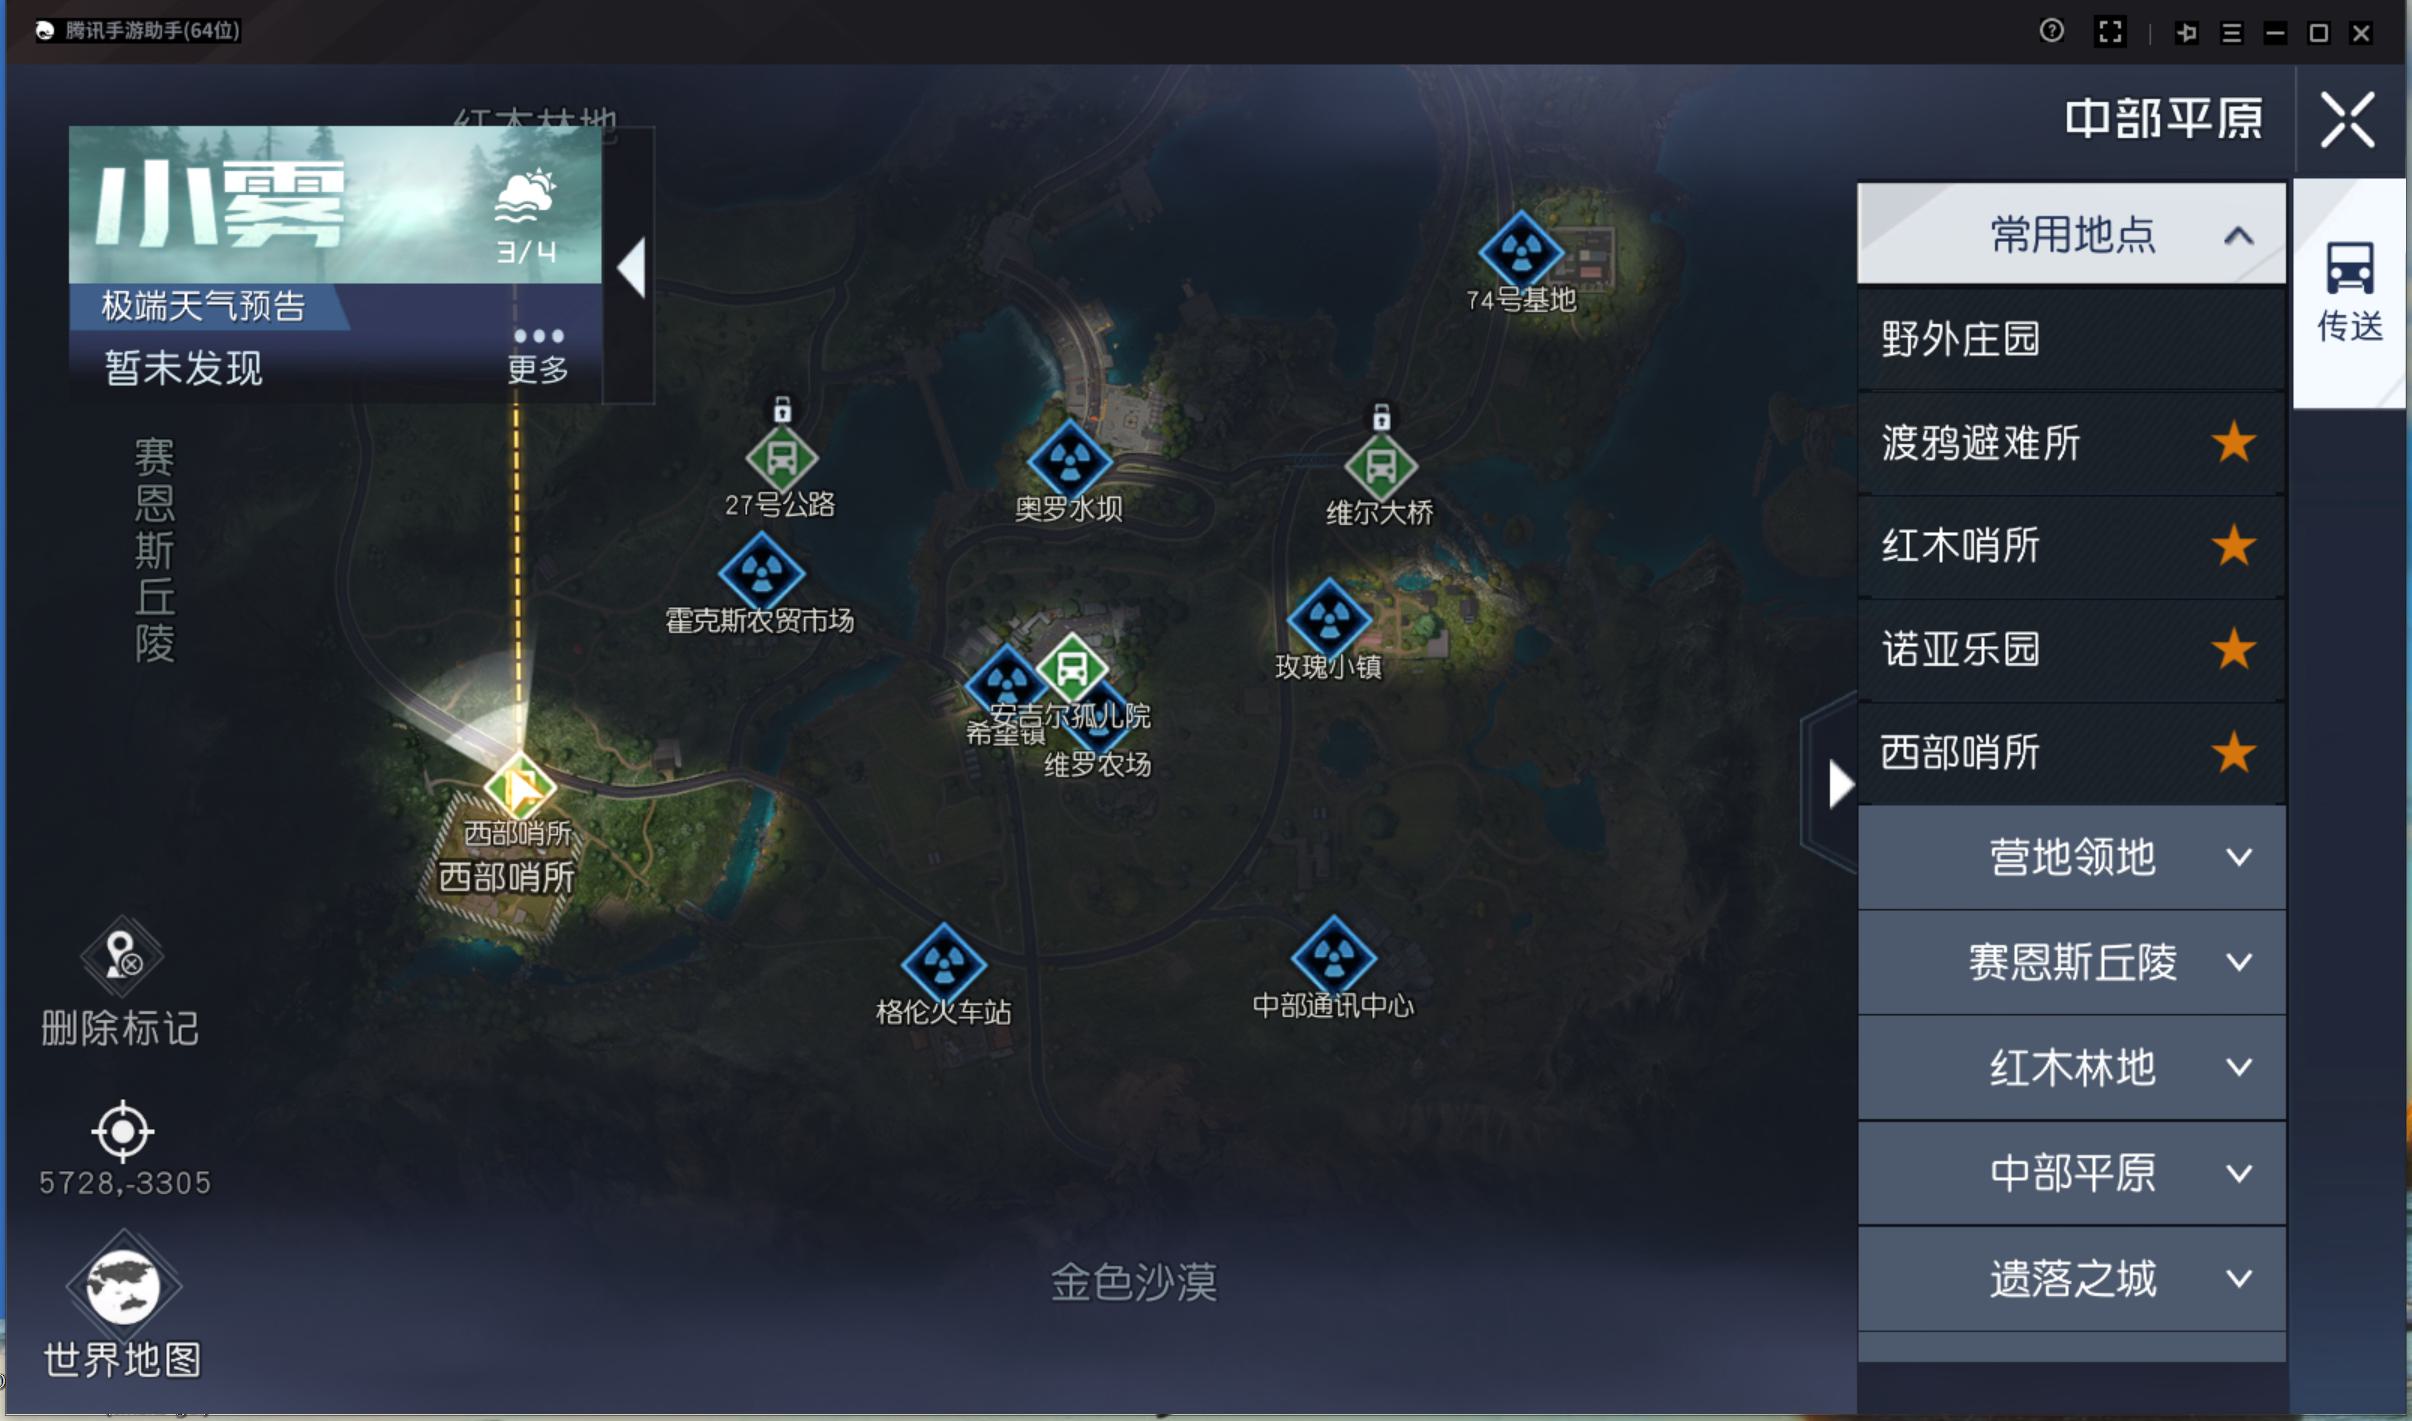 腾讯手游助手(64位)
红木林地
中部平原
小雾
3/4
极端天气预告
暂未发现
更多
常用地点
传送
野外庄园
渡鸦避难所
红木哨所
诺亚乐园
西部哨所
营地领地
赛恩斯丘陵
红木林地
中部平原
遗落之城
赛恩斯丘陵
74号基地
27号公路
奥罗水坝
维尔大桥
霍克斯农贸市场
玫瑰小镇
安吉尔孤儿院
希望镇
维罗农场
西部哨所
西部哨所
格伦火车站
中部通讯中心
删除标记
5728,-3305
世界地图
金色沙漠